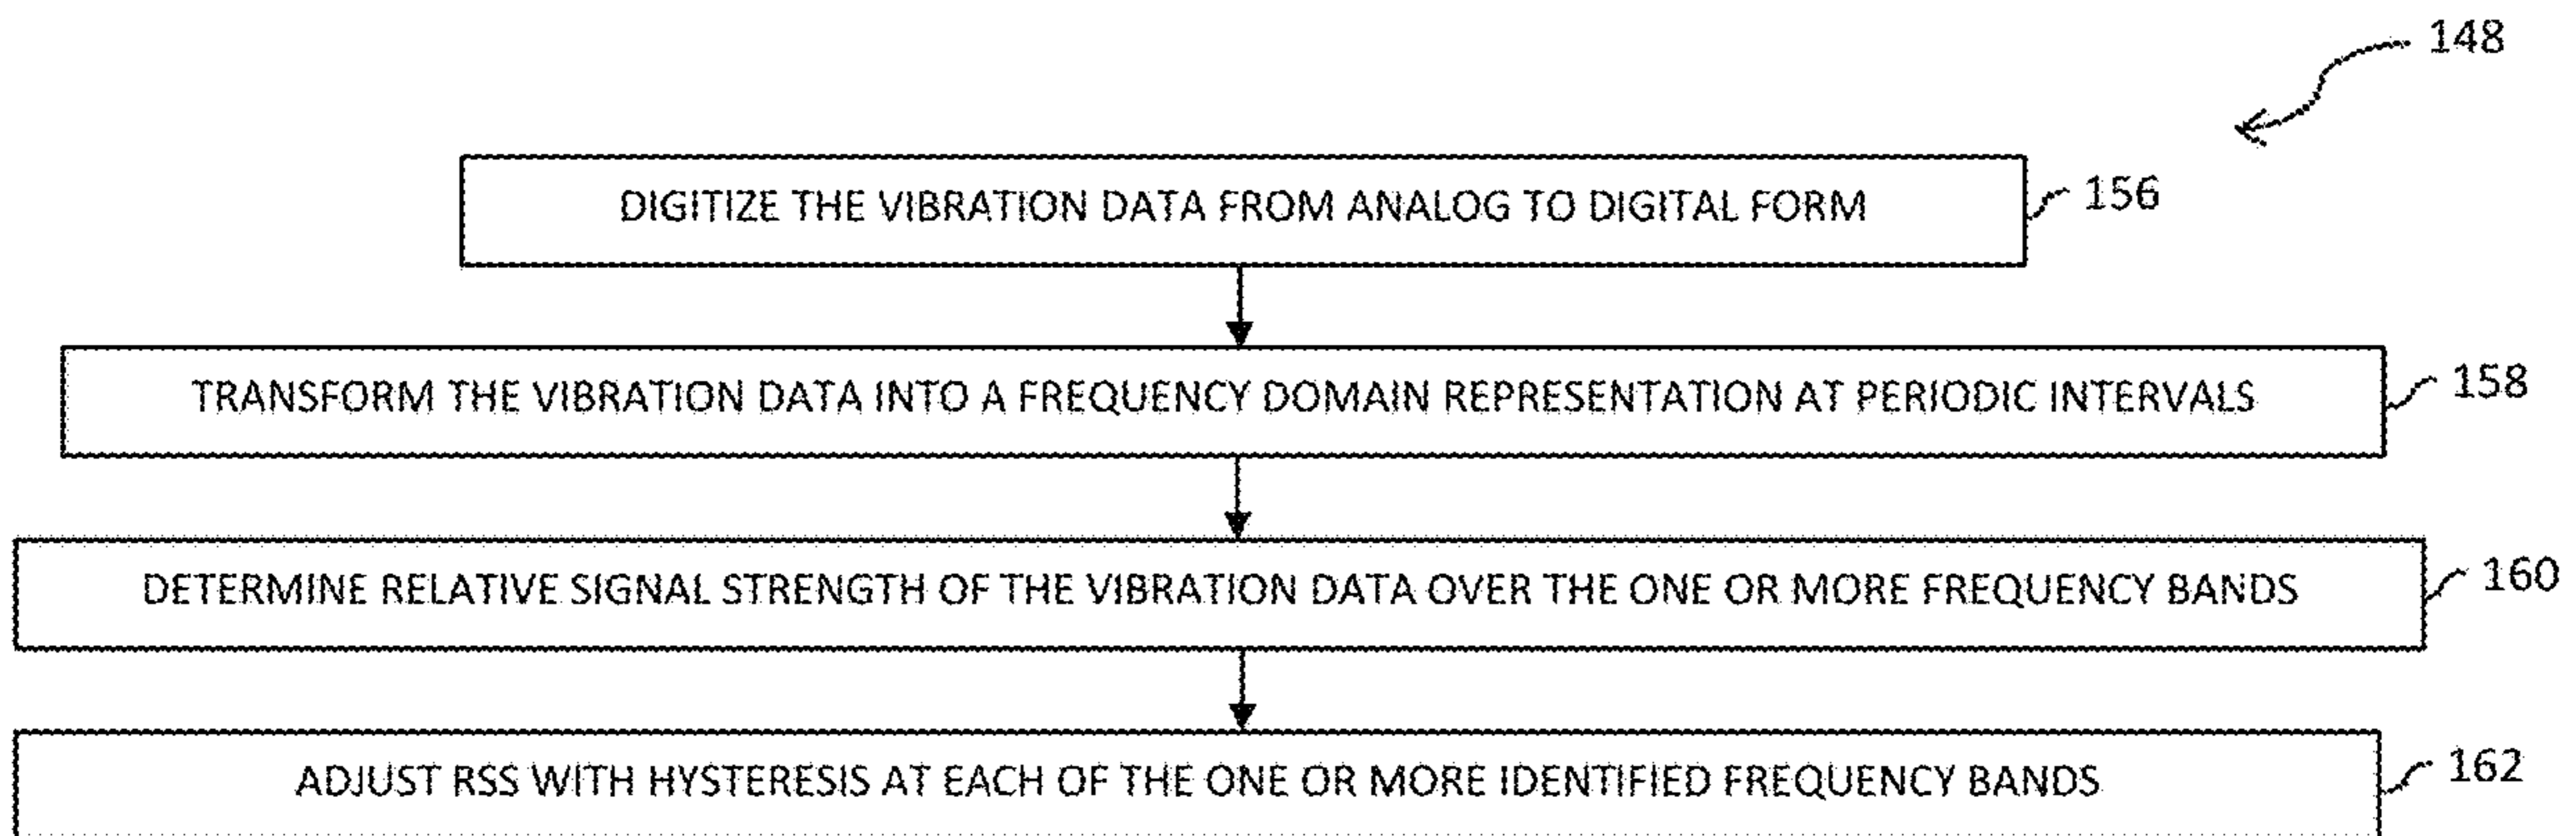 148
DIGITIZE THE VIBRATION DATA FROM ANALOG TO DIGITAL FORM
156
TRANSFORM THE VIBRATION DATA INTO A FREQUENCY DOMAIN REPRESENTATION AT PERIODIC INTERVALS
158
DETERMINE RELATIVE SIGNAL STRENGTH OF THE VIBRATION DATA OVER THE ONE OR MORE FREQUENCY BANDS
160
ADJUST RSS WITH HYSTERESIS AT EACH OF THE ONE OR MORE IDENTIFIED FREQUENCY BANDS
162